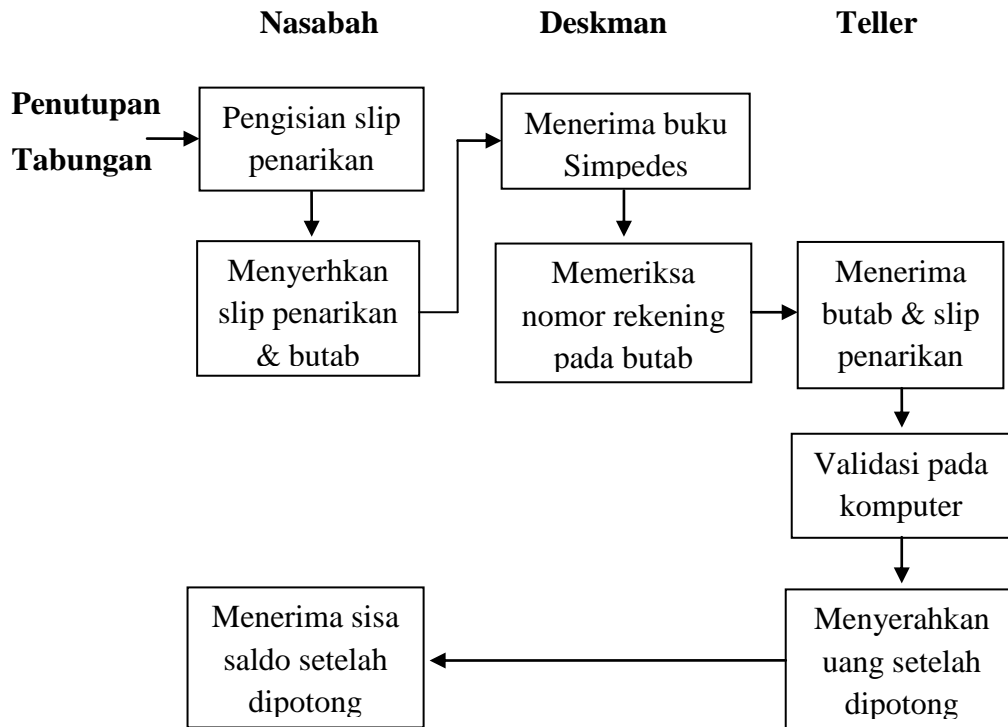 Nasabah
Deskman
Teller
Penutupan
Tabungan
Pengisian slip
penarikan
Menerima buku
Simpedes
Menyerhkan
slip penarikan
& butab
Memeriksa
nomor rekening
pada butab
Menerima
butab & slip
penarikan
Validasi pada
komputer
Menyerahkan
uang setelah
dipotong
Menerima sisa
saldo setelah
dipotong